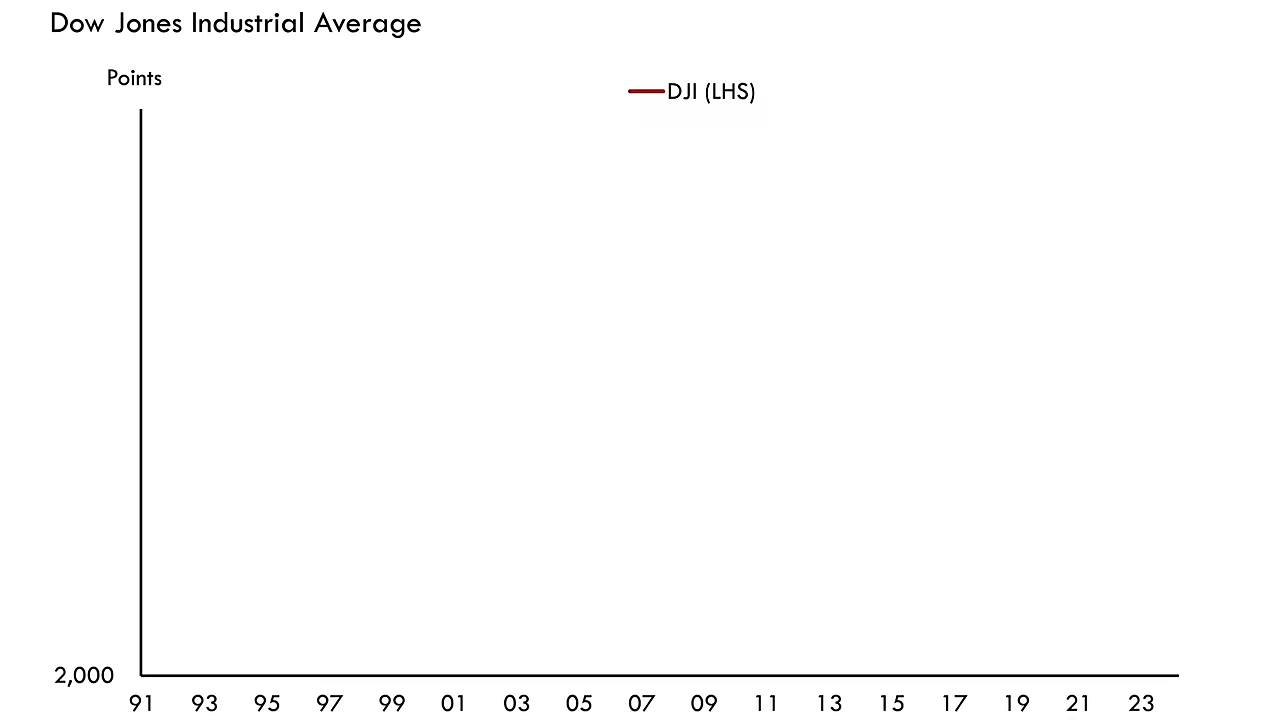 Dow Jones Industrial Average
Points
DJI (LHS)
2,000
91 93 95 97 99 01 03 05 07 09 11 13 15 17 19 21 23